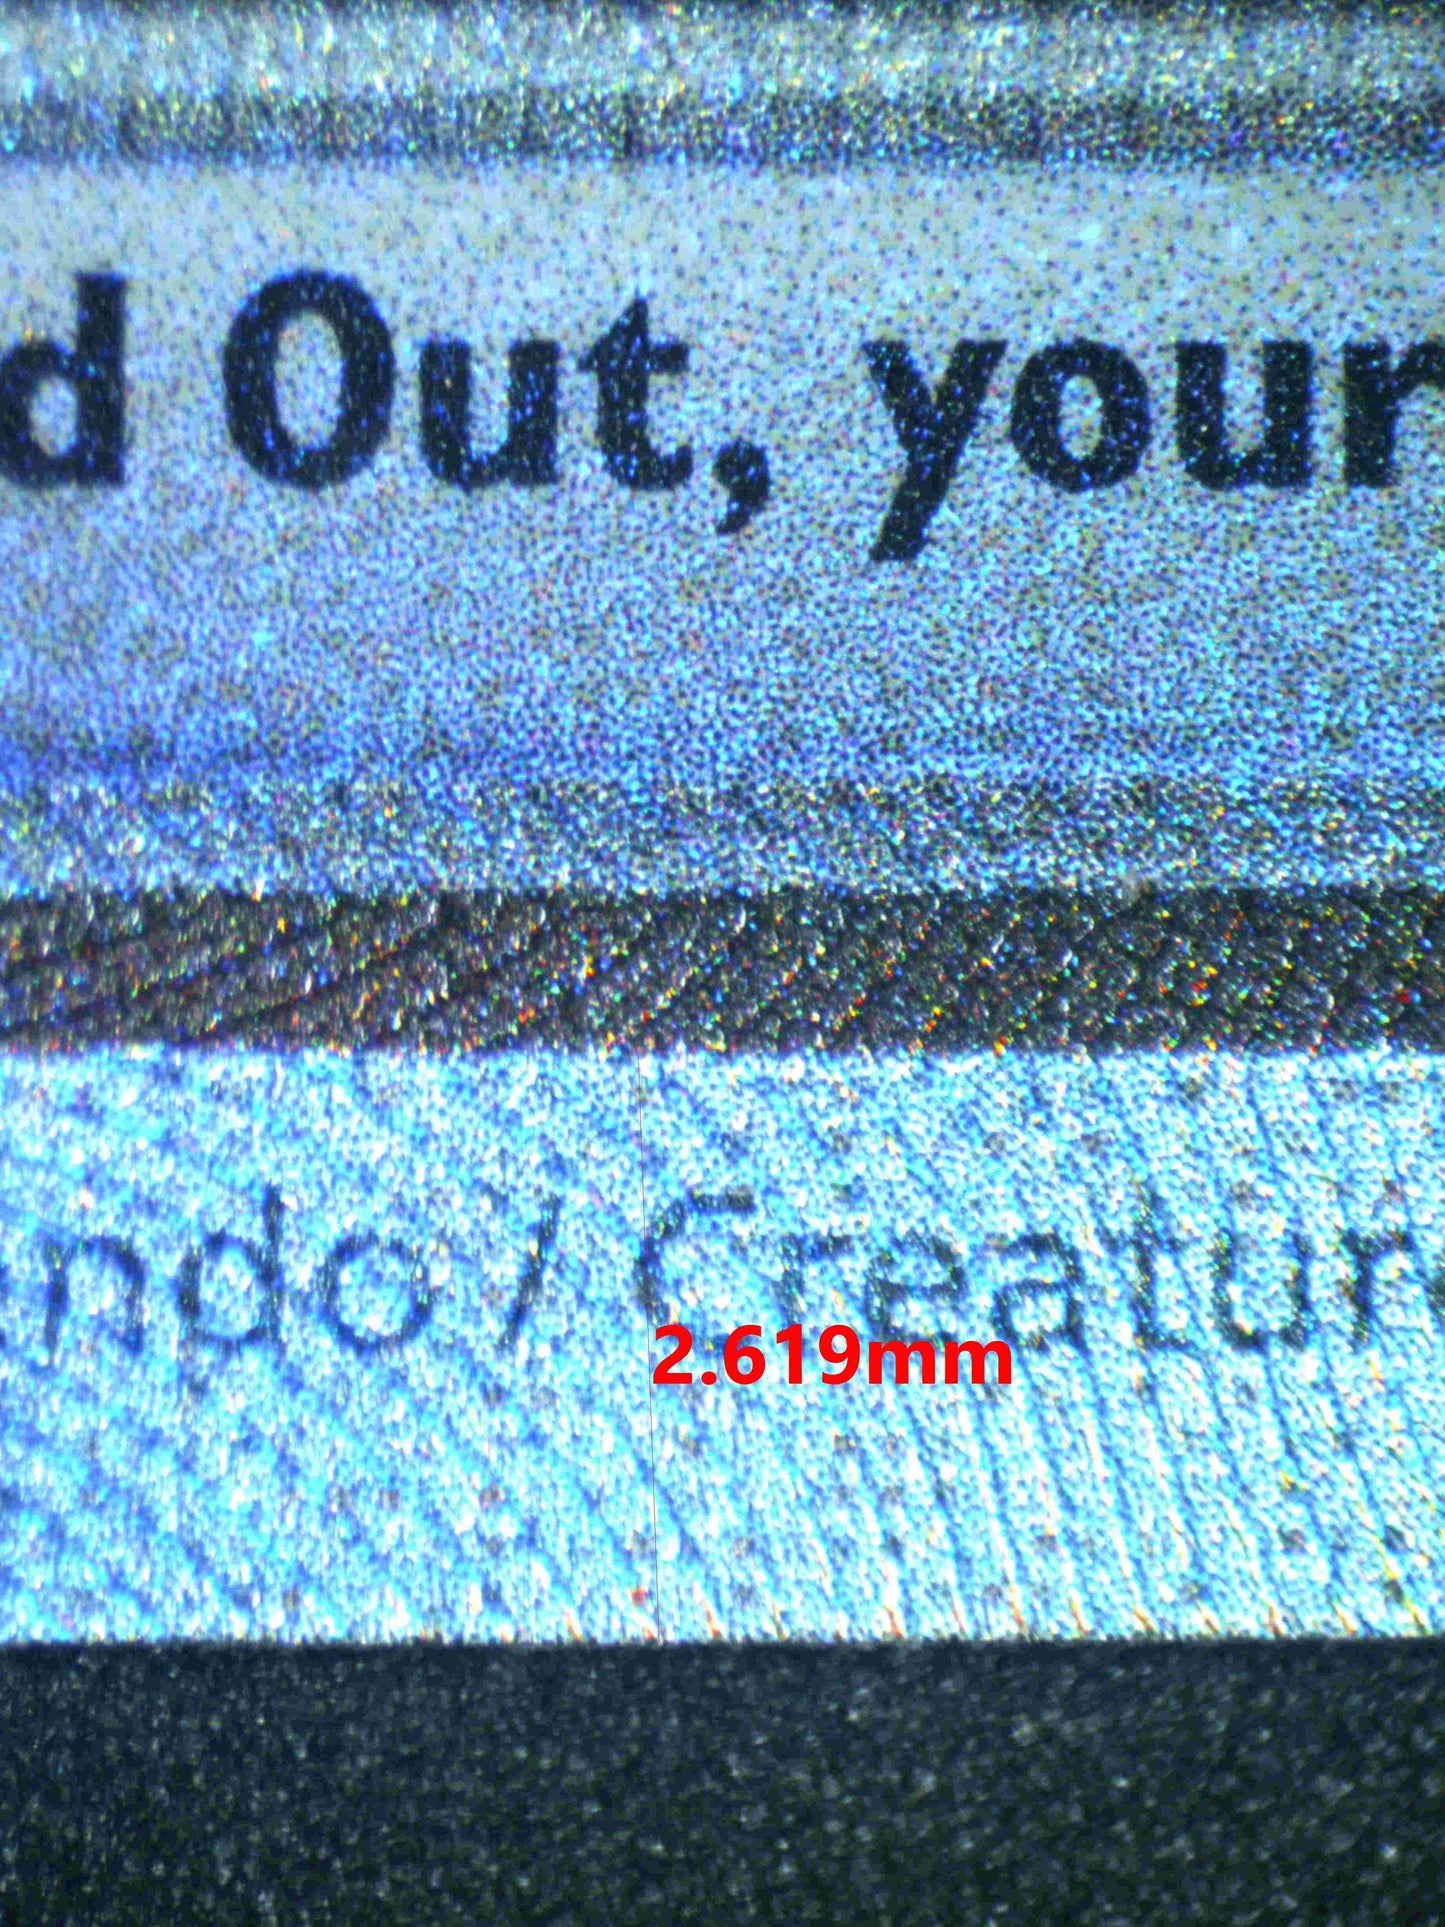 d Out, your
ndo / Creatur
2.619mm